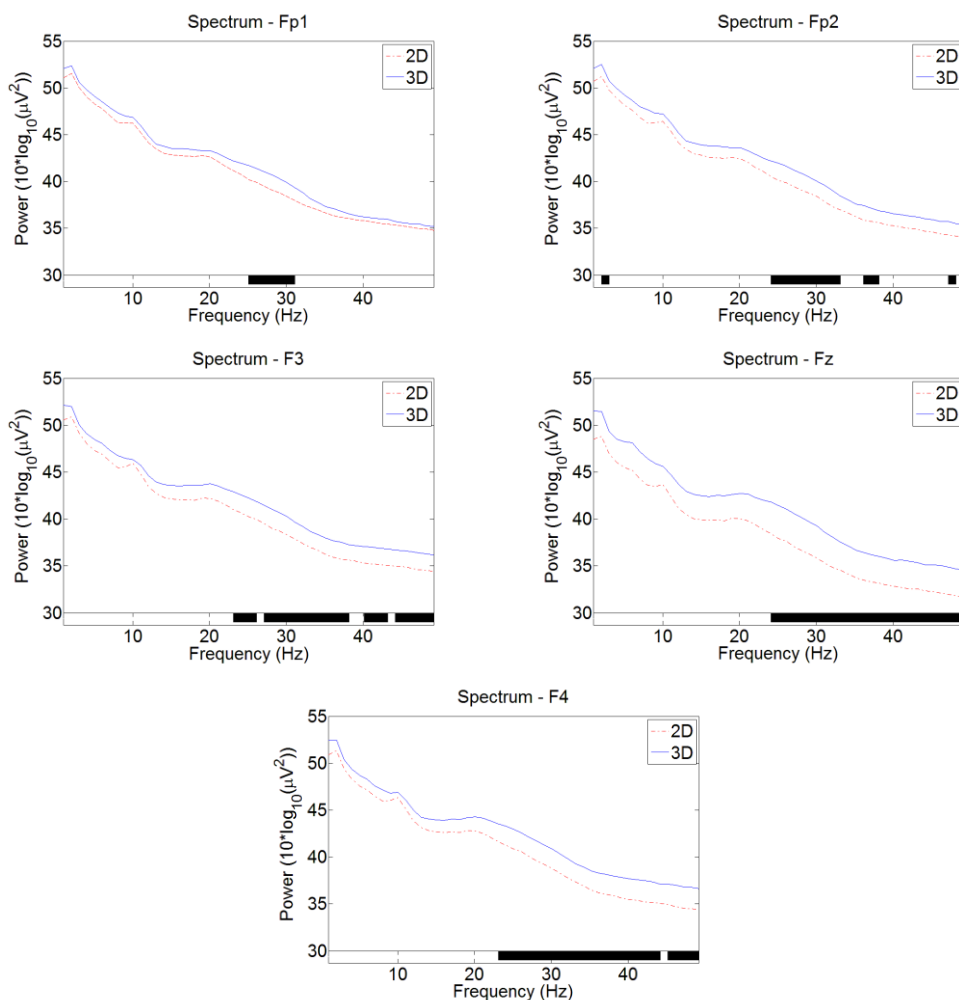 Spectrum - Fp1
Power (10*log10(μV²))
55
50
45
40
35
30
2D
3D
10 20 30 40
Frequency (Hz)
Spectrum - Fp2
Power (10*log10(μV²))
55
50
45
40
35
30
2D
3D
10 20 30 40
Frequency (Hz)
Spectrum - F3
Power (10*log10(μV²))
55
50
45
40
35
30
2D
3D
10 20 30 40
Frequency (Hz)
Spectrum - Fz
Power (10*log10(μV²))
55
50
45
40
35
30
2D
3D
10 20 30 40
Frequency (Hz)
Spectrum - F4
Power (10*log10(μV²))
55
50
45
40
35
30
2D
3D
10 20 30 40
Frequency (Hz)